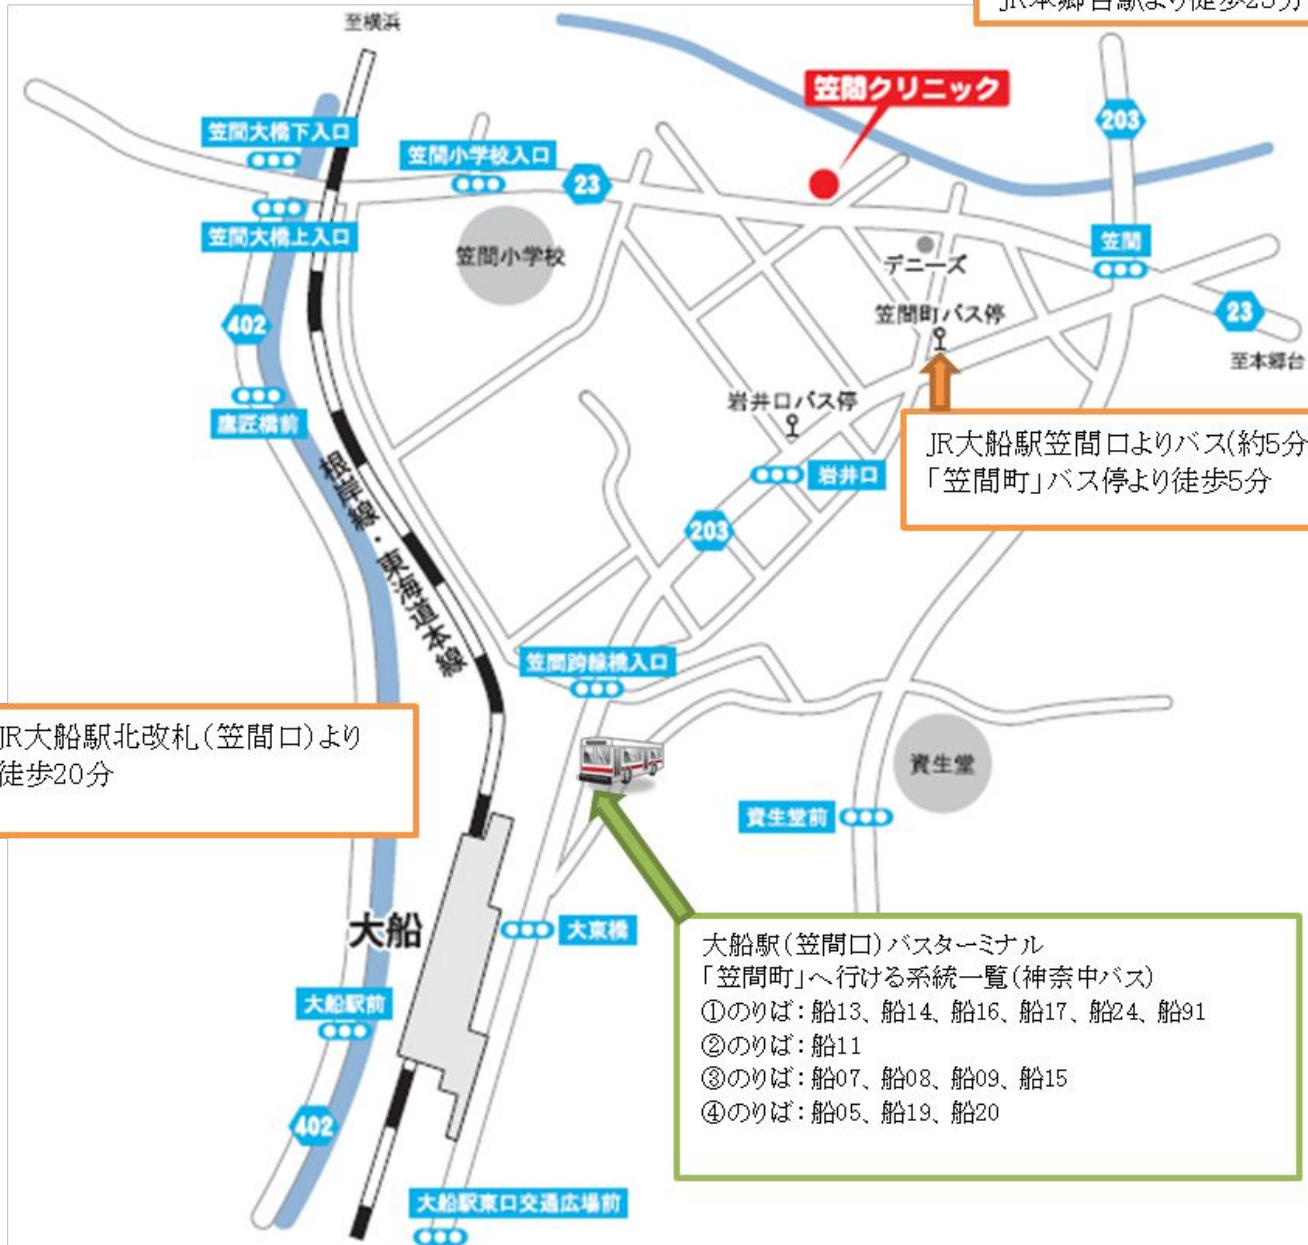 JR本郷台駅より徒歩25分
至横浜
笠間クリニック
203
笠間大橋下入口
笠間小学校入口
23
笠間大橋上入口
笠間小学校
笠間
デニーズ
402
笠間町バス停
23
至本郷台
鷹匠橋前
岩井口バス停
JR大船駅笠間口よりバス(約5分
「笠間町」バス停より徒歩5分
岩井口
根岸線・東海道本線
203
笠間跨線橋入口
JR大船駅北改札(笠間口)より
徒歩20分
資生堂
資生堂前
大船
大東橋
大船駅(笠間口)バスターミナル
「笠間町」へ行ける系統一覧(神奈中バス)
①のりば:船13、船14、船16、船17、船24、船91
②のりば:船11
③のりば:船07、船08、船09、船15
④のりば:船05、船19、船20
大船駅前
402
大船駅東口交通広場前